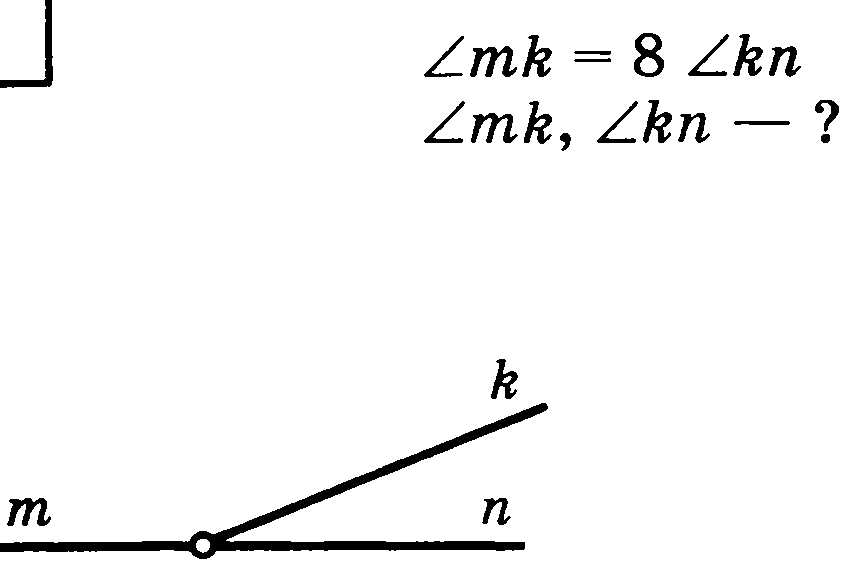 ∠mk = 8 ∠kn
∠mk, ∠kn — ?
k
m
n